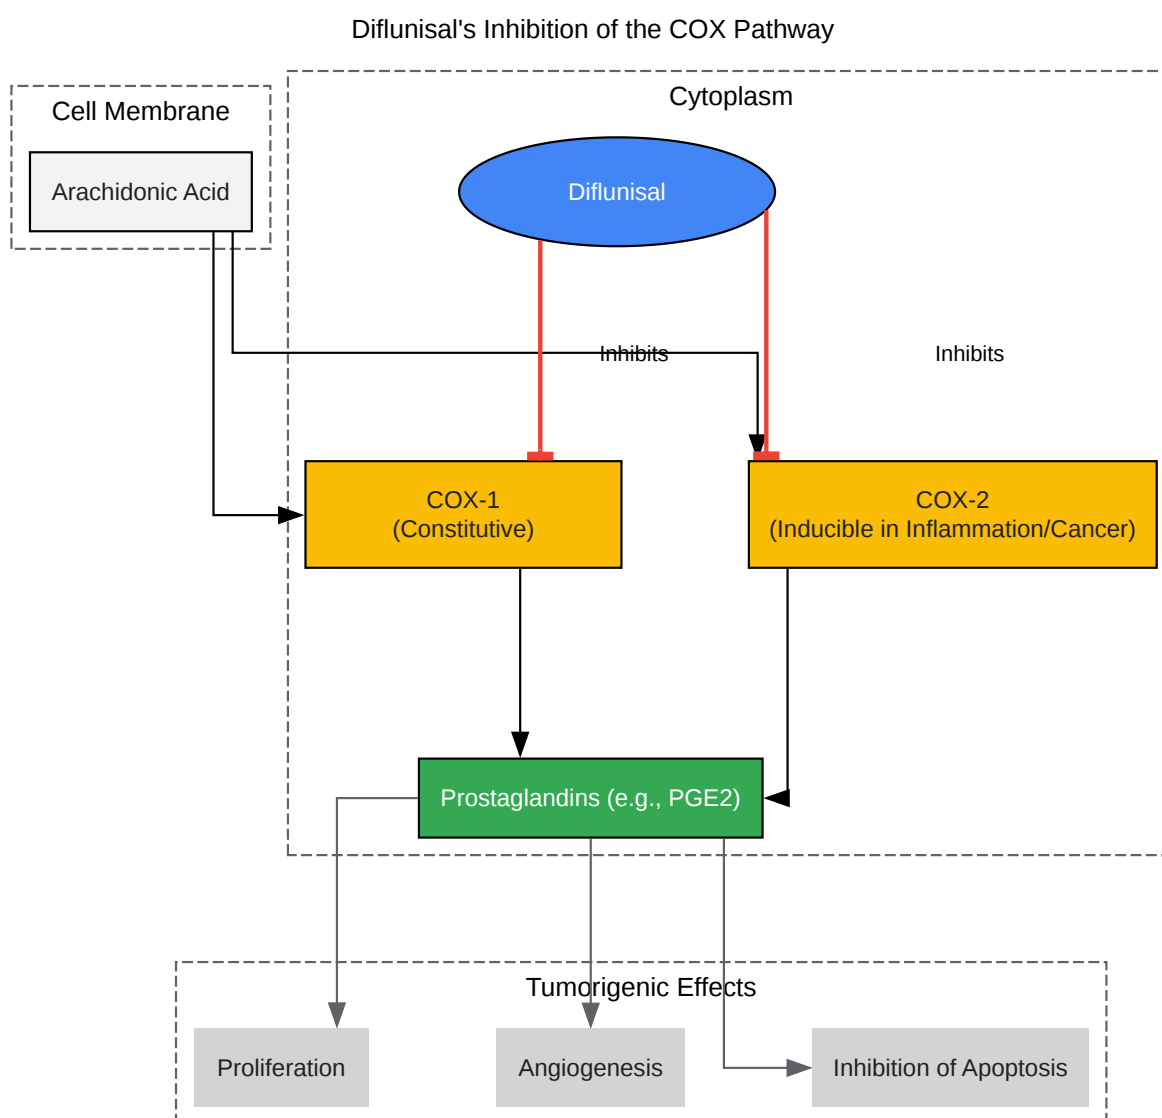 Diflunisal's Inhibition of the COX Pathway
Cell Membrane
Cytoplasm
Arachidonic Acid
Diflunisal
Inhibits
Inhibits
COX-1
(Constitutive)
COX-2
(Inducible in Inflammation/Cancer)
Prostaglandins (e.g., PGE2)
Tumorigenic Effects
Proliferation
Angiogenesis
Inhibition of Apoptosis